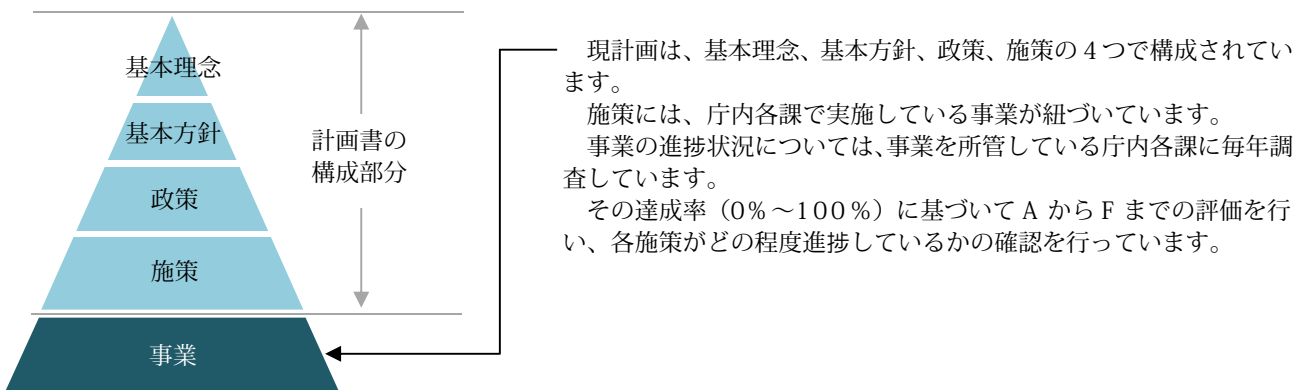 基本理念
基本方針
政策
施策
事業
計画書の
構成部分
現計画は、基本理念、基本方針、政策、施策の４つで構成されてい
ます。
施策には、庁内各課で実施している事業が紐づいています。
事業の進捗状況については、事業を所管している庁内各課に毎年調
査しています。
その達成率（0％～100％）に基づいて A から F までの評価を行
い、各施策がどの程度進捗しているかの確認を行っています。